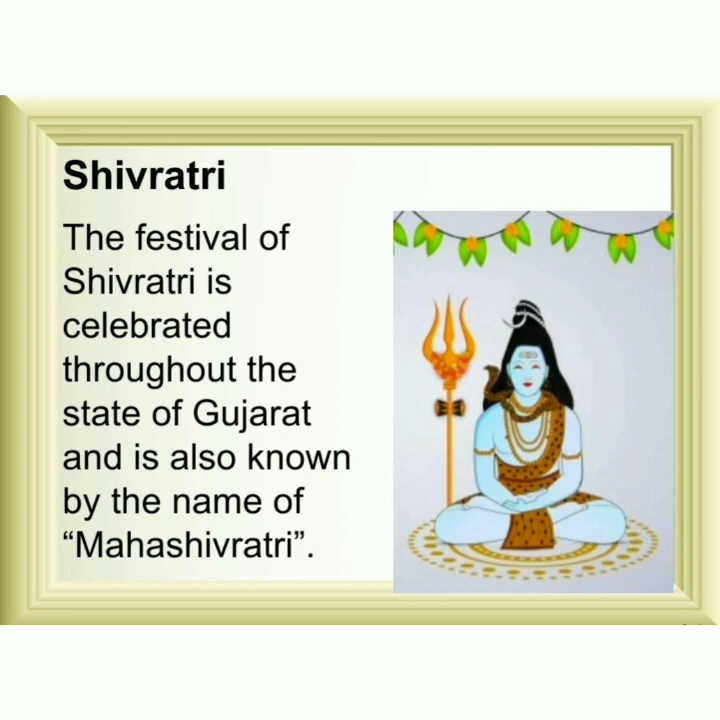 Shivratri
The festival of
Shivratri is
celebrated
throughout the
state of Gujarat
and is also known
by the name of
“Mahashivratri”.